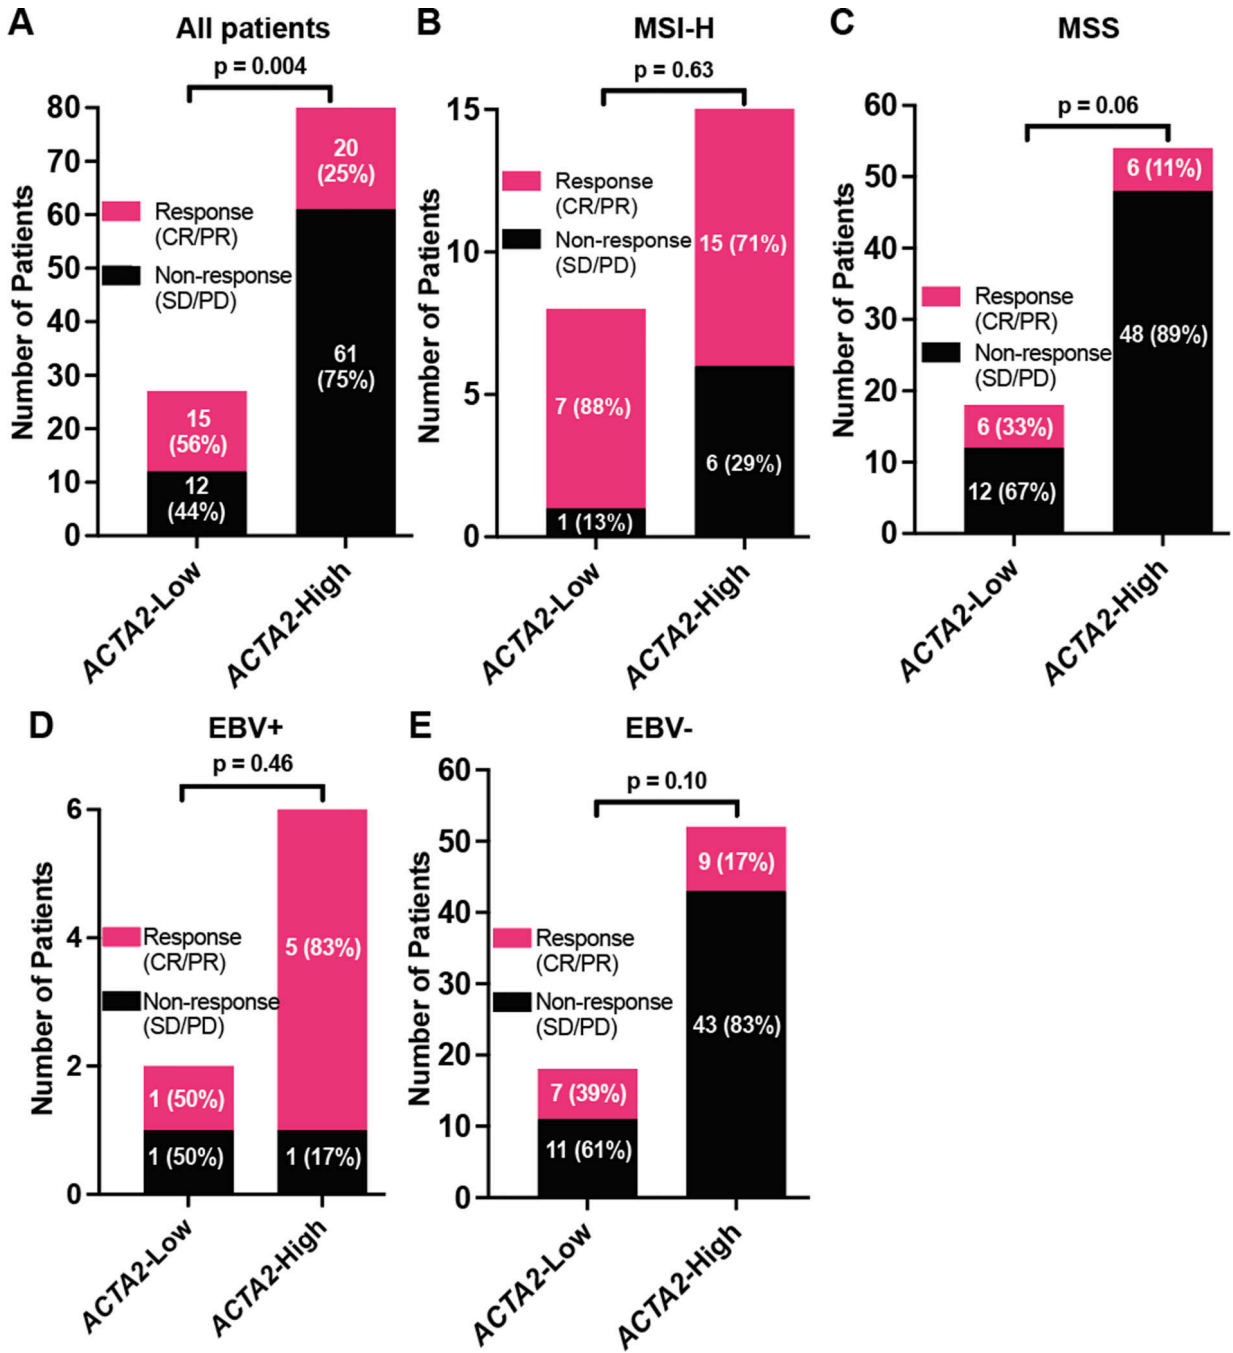 A
All patients
p = 0.004
Number of Patients
80
70
60
50
40
30
20
10
0
Response
(CR/PR)
Non-response
(SD/PD)
15
(56%)
12
(44%)
20
(25%)
61
(75%)
ACTA2-Low
ACTA2-High
B
MSI-H
p = 0.63
Number of Patients
15
10
5
0
Response
(CR/PR)
Non-response
(SD/PD)
7 (88%)
1 (13%)
15 (71%)
6 (29%)
ACTA2-Low
ACTA2-High
C
MSS
p = 0.06
Number of Patients
60
50
40
30
20
10
0
Response
(CR/PR)
Non-response
(SD/PD)
6 (33%)
12 (67%)
6 (11%)
48 (89%)
ACTA2-Low
ACTA2-High
D
EBV+
p = 0.46
Number of Patients
6
4
2
0
Response
(CR/PR)
Non-response
(SD/PD)
1 (50%)
1 (50%)
5 (83%)
1 (17%)
ACTA2-Low
ACTA2-High
E
EBV-
p = 0.10
Number of Patients
60
50
40
30
20
10
0
Response
(CR/PR)
Non-response
(SD/PD)
7 (39%)
11 (61%)
9 (17%)
43 (83%)
ACTA2-Low
ACTA2-High